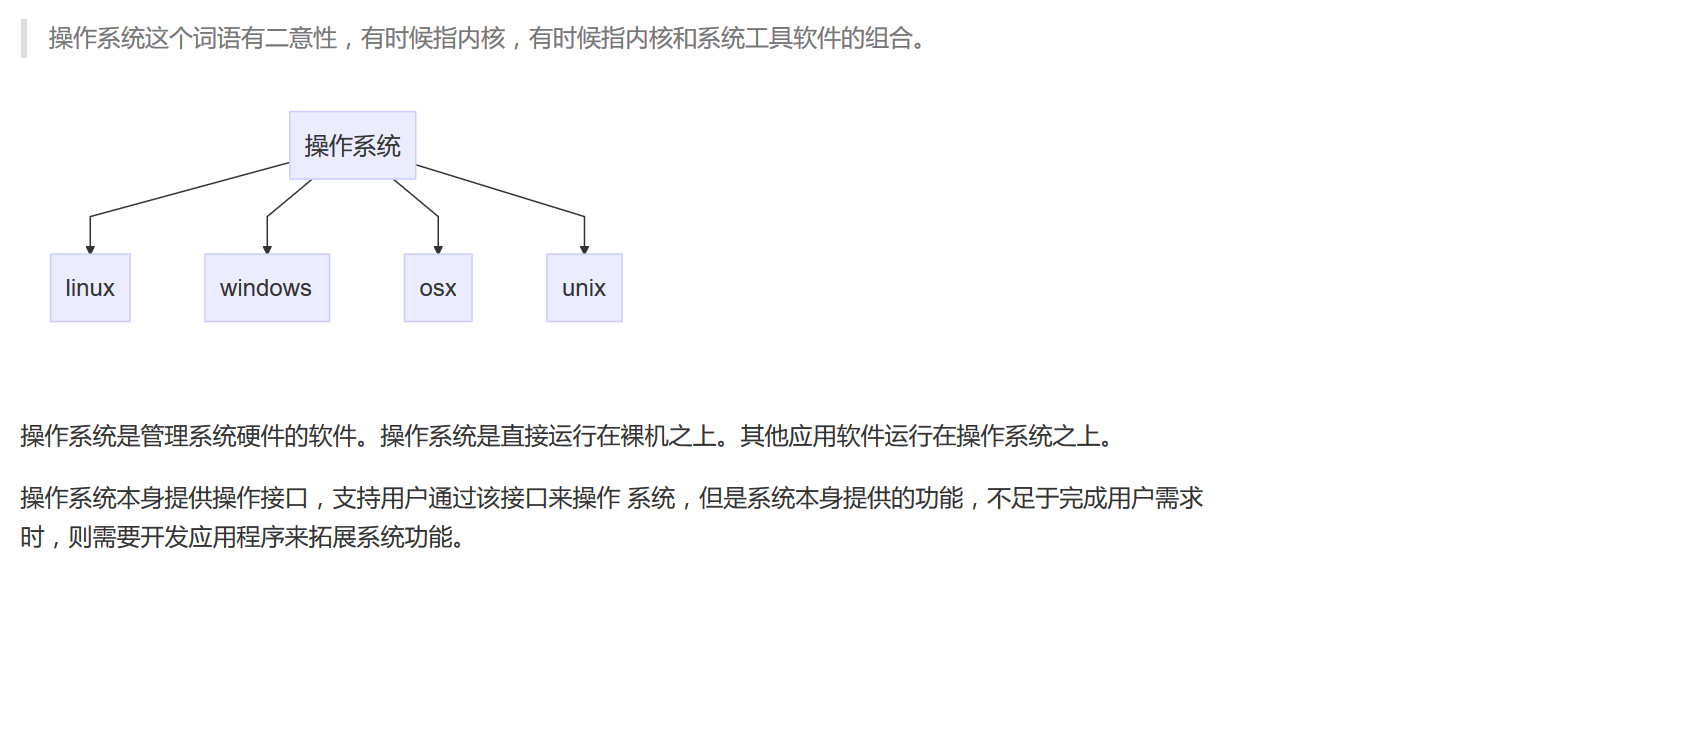 操作系统这个词语有二意性，有时候指内核，有时候指内核和系统工具软件的组合。
操作系统
linux
windows
osx
unix
操作系统是管理系统硬件的软件。操作系统是直接运行在裸机之上。其他应用软件运行在操作系统之上。
操作系统本身提供操作接口，支持用户通过该接口来操作 系统，但是系统本身提供的功能，不足于完成用户需求
时，则需要开发应用程序来拓展系统功能。